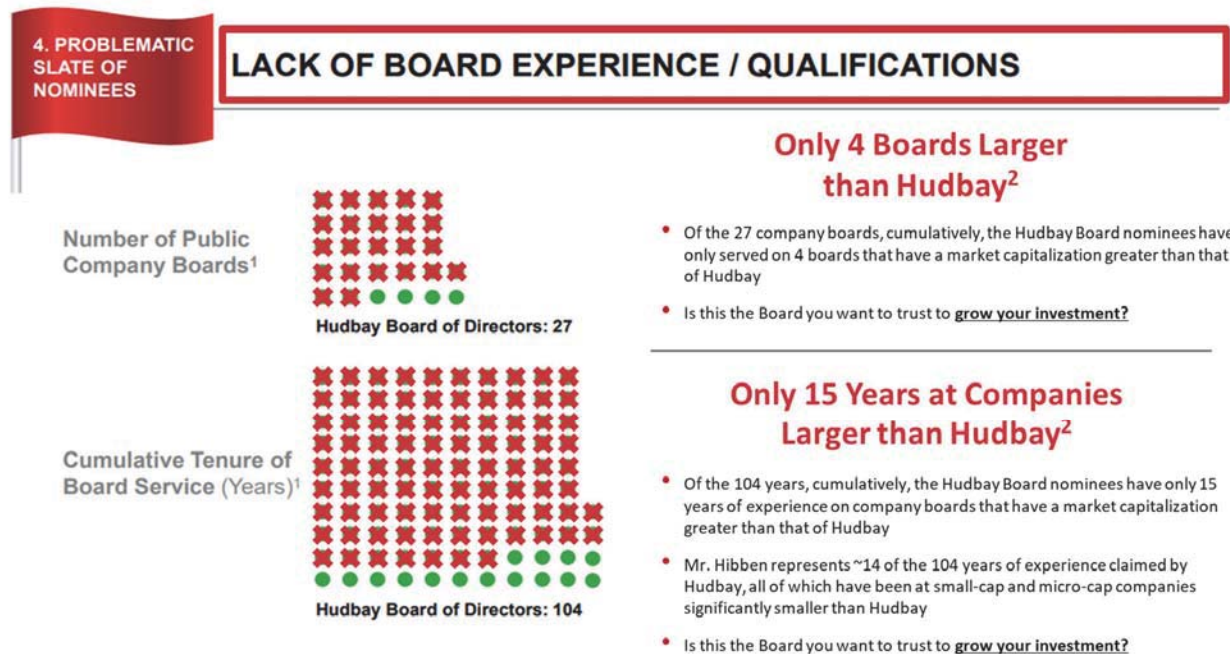 4. PROBLEMATIC
SLATE OF
NOMINEES
LACK OF BOARD EXPERIENCE / QUALIFICATIONS
Number of Public
Company Boards¹
Hudbay Board of Directors: 27
Only 4 Boards Larger
than Hudbay²
• Of the 27 company boards, cumulatively, the Hudbay Board nominees have
only served on 4 boards that have a market capitalization greater than that
of Hudbay
• Is this the Board you want to trust to grow your investment?
Cumulative Tenure of
Board Service (Years)¹
Hudbay Board of Directors: 104
Only 15 Years at Companies
Larger than Hudbay²
• Of the 104 years, cumulatively, the Hudbay Board nominees have only 15
years of experience on company boards that have a market capitalization
greater than that of Hudbay
• Mr. Hibben represents ~14 of the 104 years of experience claimed by
Hudbay, all of which have been at small-cap and micro-cap companies
significantly smaller than Hudbay
• Is this the Board you want to trust to grow your investment?